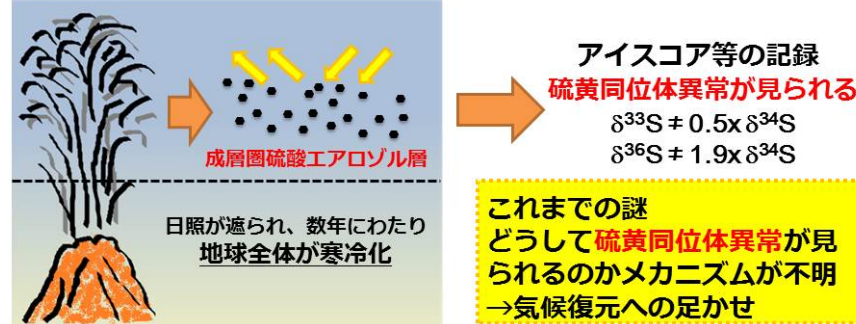 成層圏硫酸エアロゾル層
日照が遮られ、数年にわたり
地球全体が寒冷化
アイスコア等の記録
硫黄同位体異常が見られる
δ³³S ≠ 0.5x δ³⁴S
δ³⁶S ≠ 1.9x δ³⁴S
これまでの謎
どうして硫黄同位体異常が見
られるのかメカニズムが不明
→気候復元への足かせ